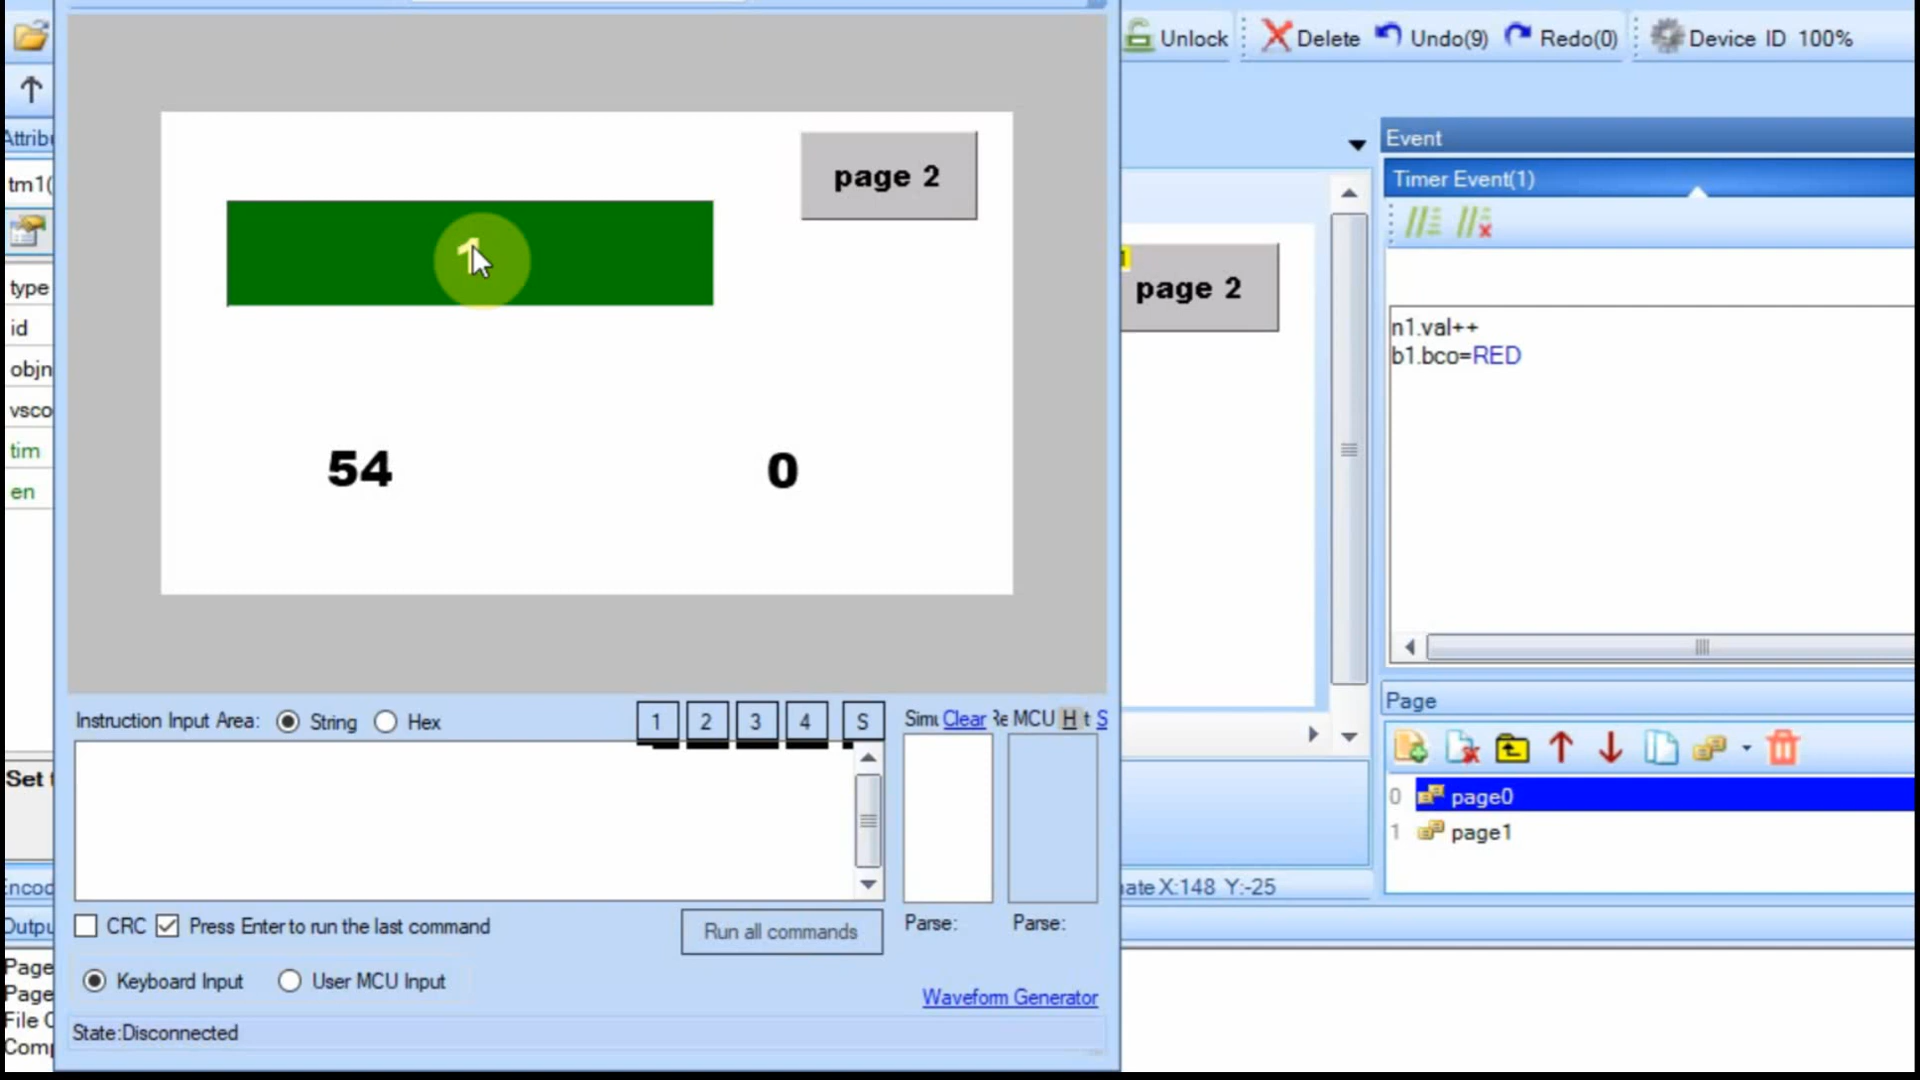 Unlock
Delete
Undo(9)
Redo(0)
Device ID 100%
Attribu
tm1(
type
id
objn
vsco
tim
en
page 2
1
54
0
page 2
Event
Timer Event(1)
n1.val++
b1.bco=RED
Instruction Input Area:
String
Hex
1
2
3
4
S
Simu
Clear
Re
MCU
H
t
S
CRC
Press Enter to run the last command
Run all commands
Parse:
Parse:
Keyboard Input
User MCU Input
Waveform Generator
State:Disconnected
Page
0 page0
1 page1
X:148 Y:-25
Set
Encod
Outpu
Page
Page
File C
Comp